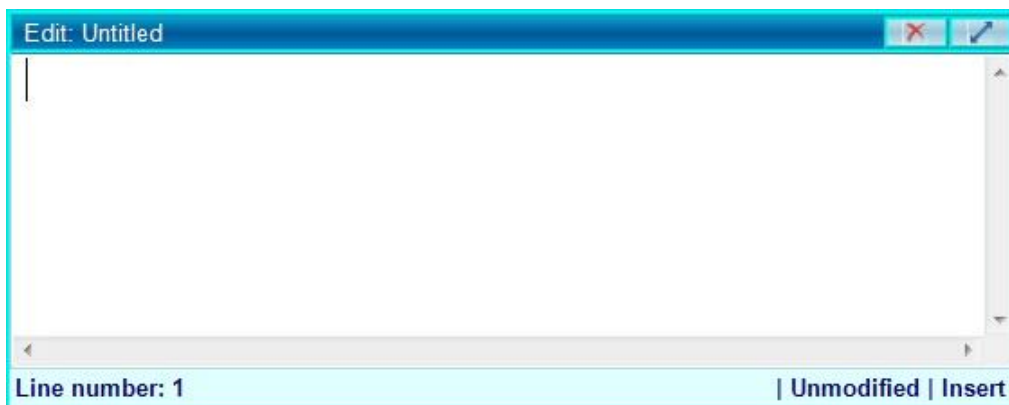 Edit: Untitled
Line number: 1 | Unmodified | Insert